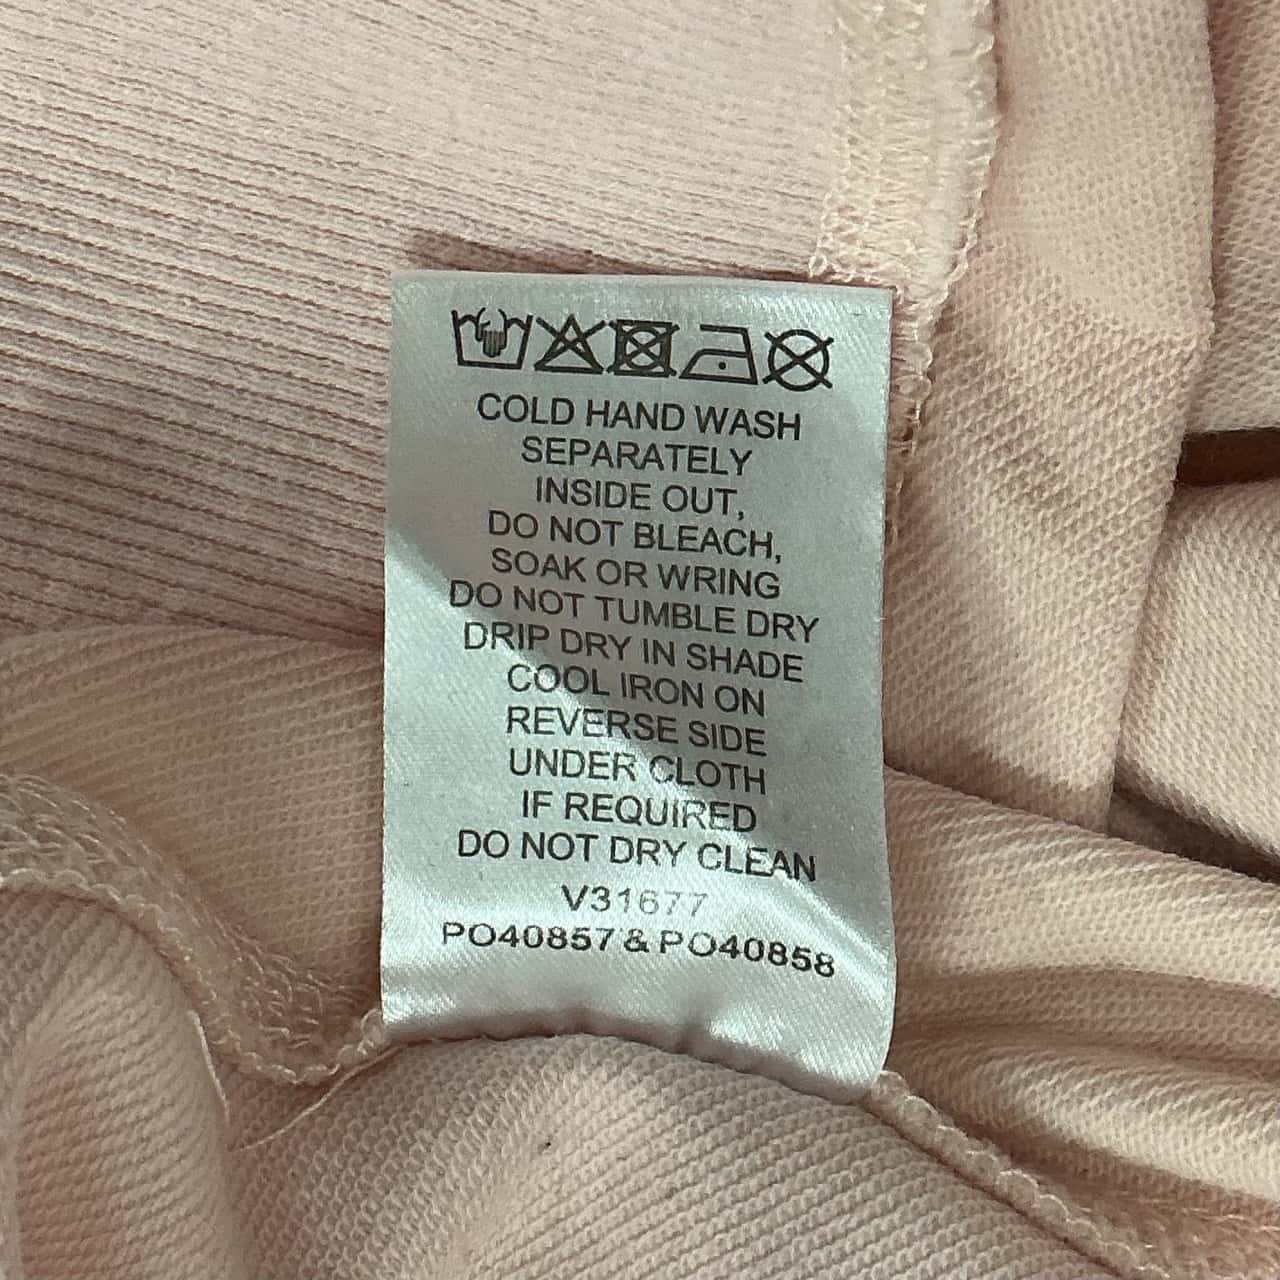 COLD HAND WASH
SEPARATELY
INSIDE OUT,
DO NOT BLEACH,
SOAK OR WRING
DO NOT TUMBLE DRY
DRIP DRY IN SHADE
COOL IRON ON
REVERSE SIDE
UNDER CLOTH
IF REQUIRED
DO NOT DRY CLEAN
V31677
PO40857 & PO40858